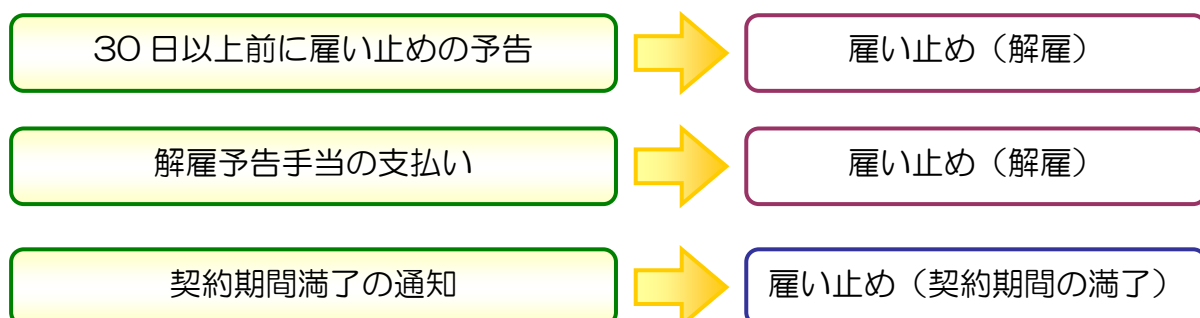 30 日以上前に雇い止めの予告
雇い止め（解雇）
解雇予告手当の支払い
雇い止め（解雇）
契約期間満了の通知
雇い止め（契約期間の満了）